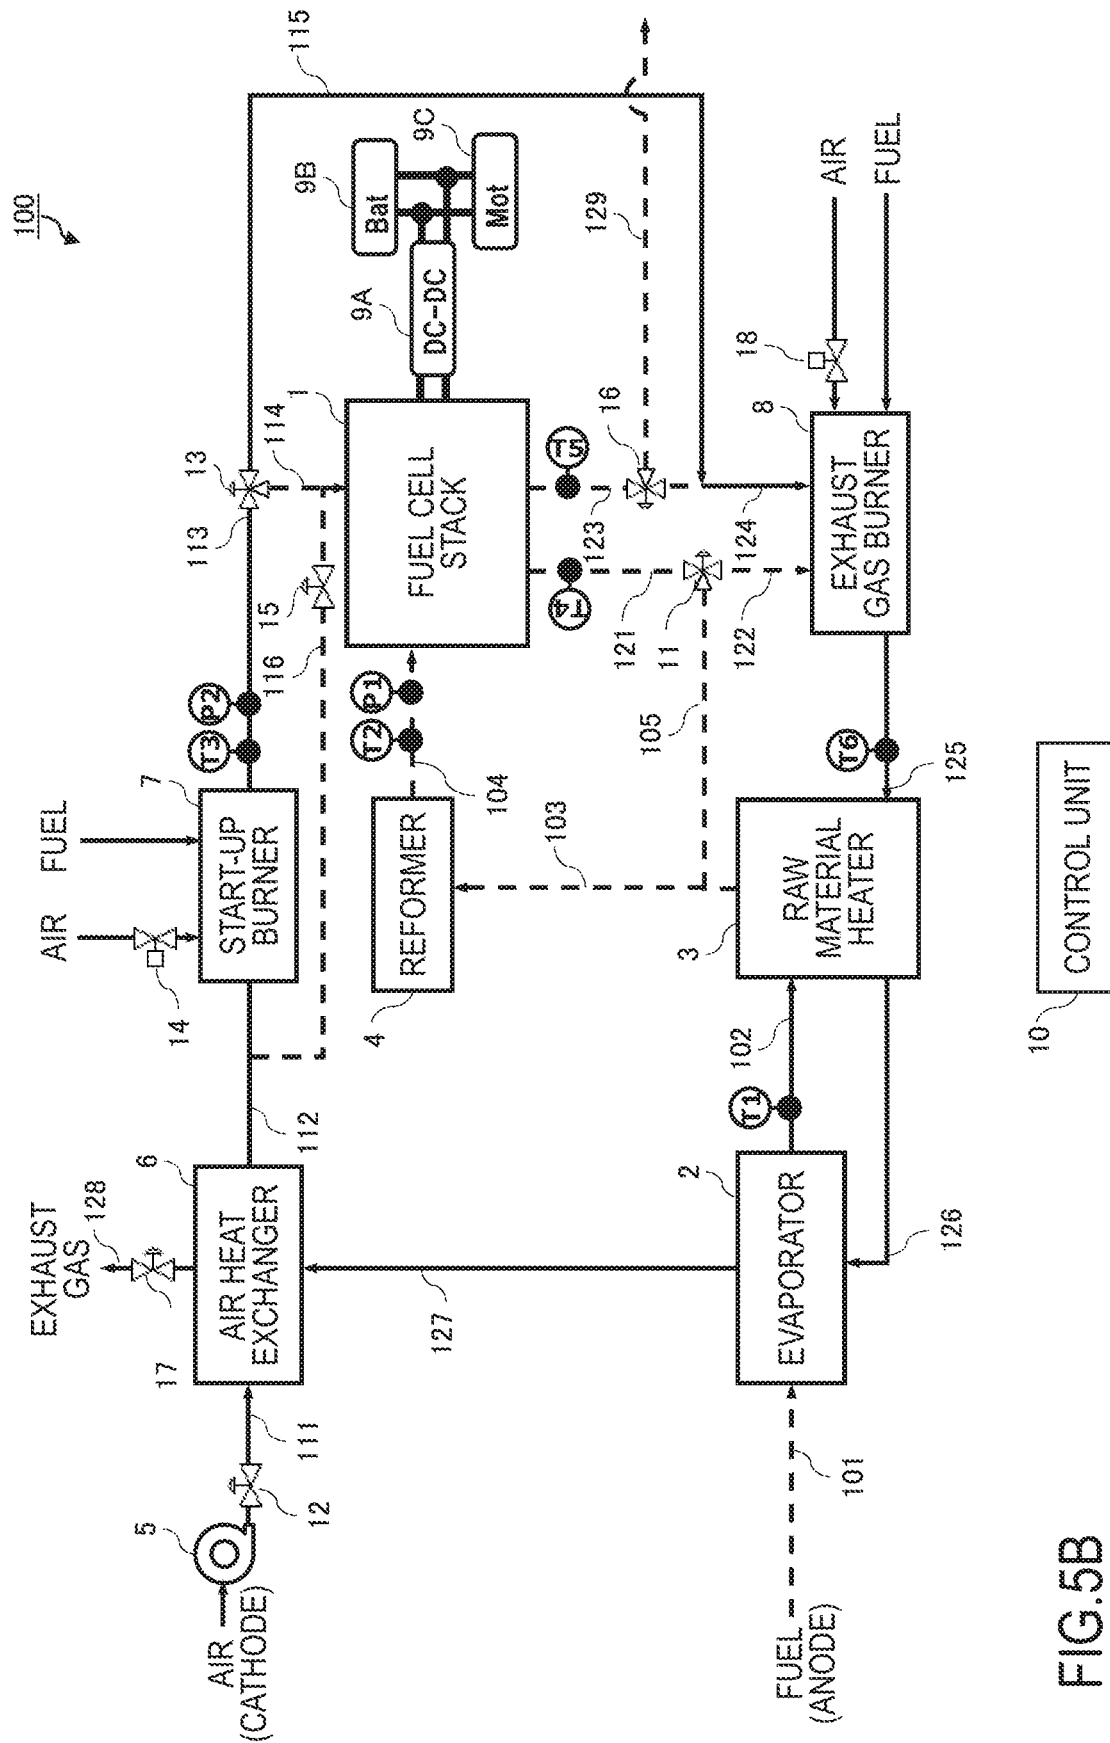 100
115
9B
Bat
9C
Mot
9A
DC-DC
129
AIR
FUEL
18
8
EXHAUST
GAS BURNER
13
113
114
1
FUEL CELL
STACK
T5
16
123
124
T4
121
11
122
15
116
P2
T3
P1
T2
104
105
T6
125
FUEL
AIR
7
START-UP
BURNER
14
REFORMER
4
103
3
RAW
MATERIAL
HEATER
10
CONTROL UNIT
112
102
T1
2
EVAPORATOR
126
EXHAUST
GAS
128
6
AIR HEAT
EXCHANGER
17
127
111
12
5
AIR
(CATHODE)
101
FUEL
(ANODE)
FIG.5B